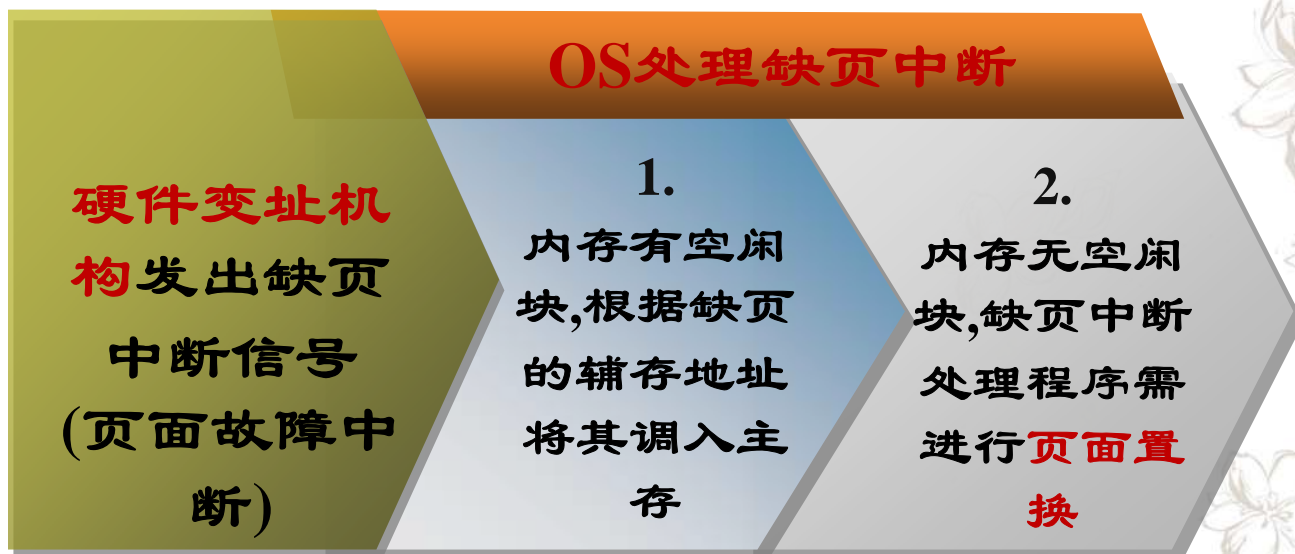 OS处理缺页中断
硬件变址机
构发出缺页
中断信号
(页面故障中
断)
1.
内存有空闲
块,根据缺页
的辅存地址
将其调入主
存
2.
内存无空闲
块,缺页中断
处理程序需
进行页面置
换